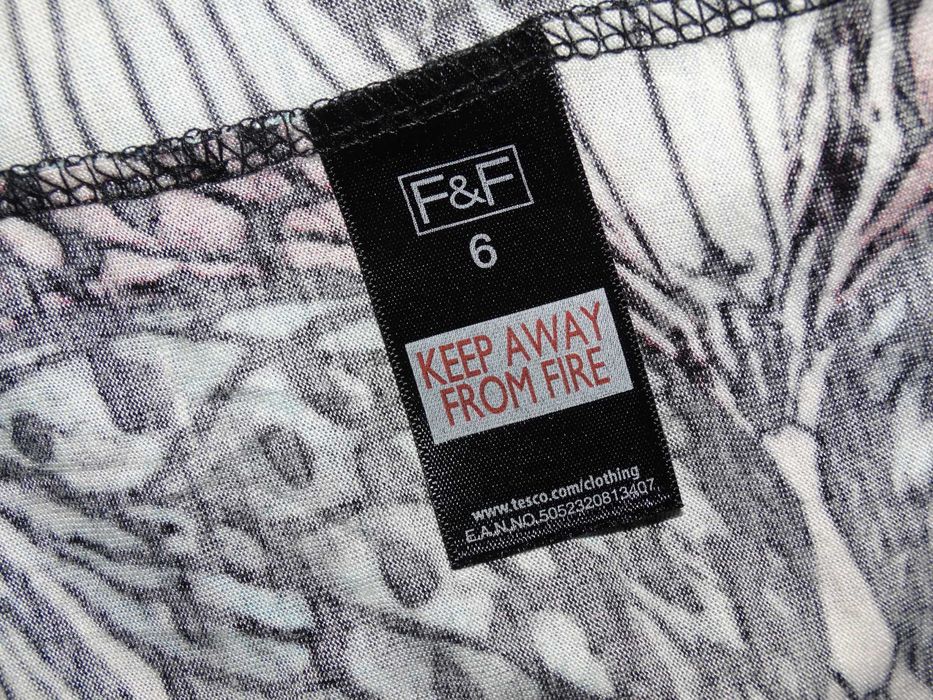 F&F
6
KEEP AWAY
FROM FIRE
www.tesco.com/clothing
E.A.N.NO.5052320813407